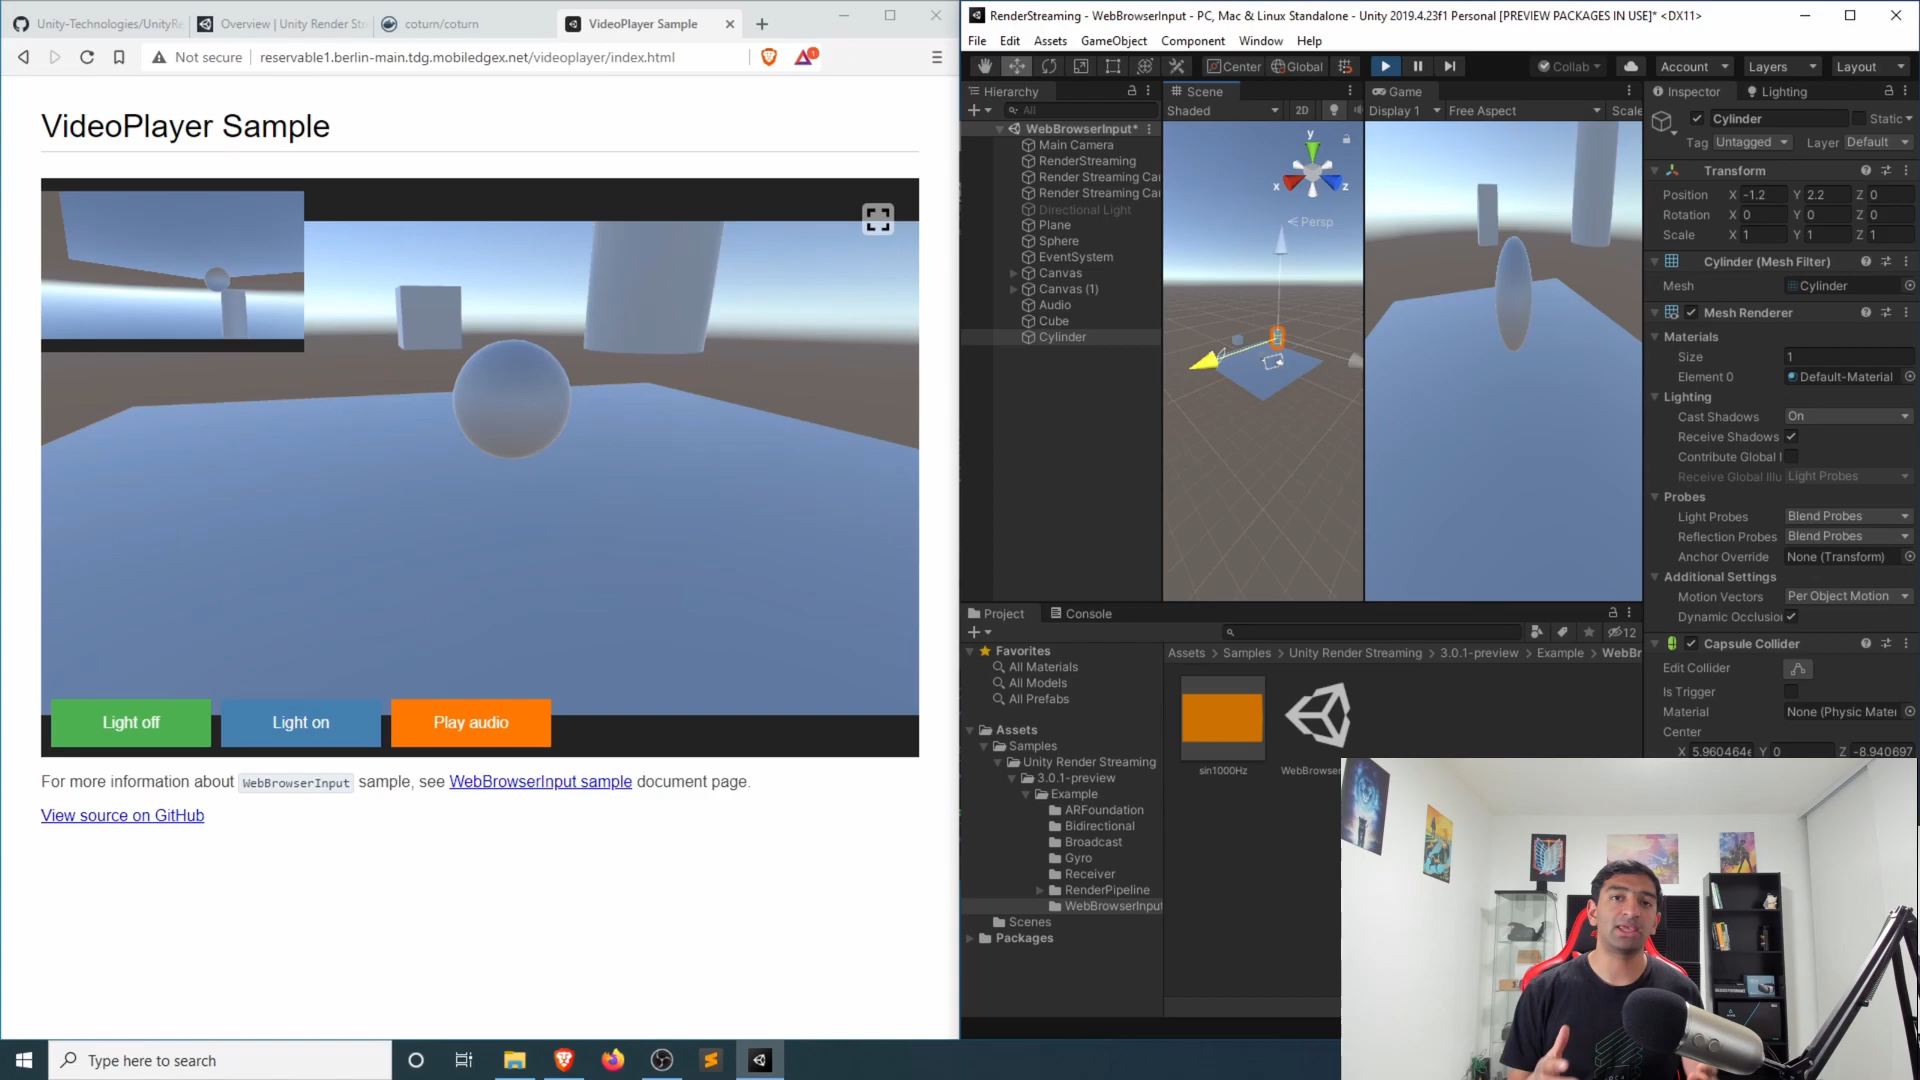 Unity-Technologies/UnityRe
Overview | Unity Render Stre
coturn/coturn
VideoPlayer Sample
Not secure
reservable1.berlin-main.tdg.mobiledgex.net/videoplayer/index.html
1
VideoPlayer Sample
Light off
Light on
Play audio
For more information about WebBrowserInput sample, see WebBrowserInput sample document page.
View source on GitHub
RenderStreaming - WebBrowserInput - PC, Mac & Linux Standalone - Unity 2019.4.23f1 Personal [PREVIEW PACKAGES IN USE]* <DX11>
File Edit Assets GameObject Component Window Help
Center Global
Collab Account Layers Layout
Hierarchy
All
WebBrowserInput*
Main Camera
RenderStreaming
Render Streaming Ca
Render Streaming Ca
Directional Light
Plane
Sphere
EventSystem
Canvas
Canvas (1)
Audio
Cube
Cylinder
Scene
Shaded 2D
y
x z
Persp
Game
Display 1 Free Aspect Scale
Inspector Lighting
Cylinder Static
Tag Untagged Layer Default
Transform
Position X -1.2 Y 2.2 Z 0
Rotation X 0 Y 0 Z 0
Scale X 1 Y 1 Z 1
Cylinder (Mesh Filter)
Mesh Cylinder
Mesh Renderer
Materials
Size 1
Element 0 Default-Material
Lighting
Cast Shadows On
Receive Shadows
Contribute Global I
Receive Global Illu Light Probes
Probes
Light Probes Blend Probes
Reflection Probes Blend Probes
Anchor Override None (Transform)
Additional Settings
Motion Vectors Per Object Motion
Dynamic Occlusion
Capsule Collider
Edit Collider
Is Trigger
Material None (Physic Mater
Center
X 5.960464e Y 0 Z -8.940697
Project Console
12
Favorites
All Materials
All Models
All Prefabs
Assets
Samples
Unity Render Streaming
3.0.1-preview
Example
ARFoundation
Bidirectional
Broadcast
Gyro
Receiver
RenderPipeline
WebBrowserInput
Scenes
Packages
Assets > Samples > Unity Render Streaming > 3.0.1-preview > Example > WebBr
sin1000Hz
WebBrowser
Type here to search